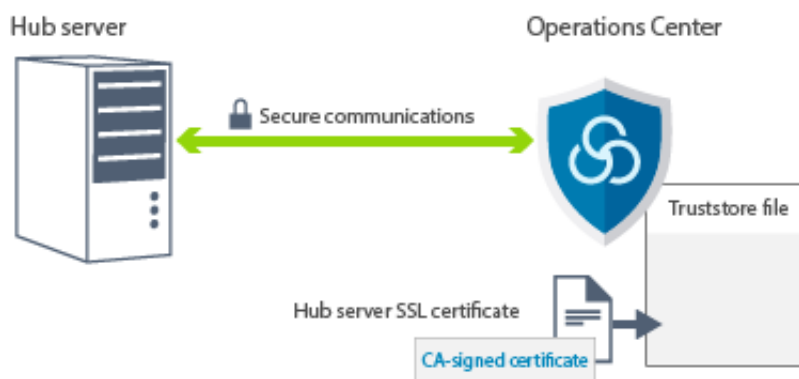 Hub server
Operations Center
Secure communications
Truststore file
Hub server SSL certificate
CA-signed certificate